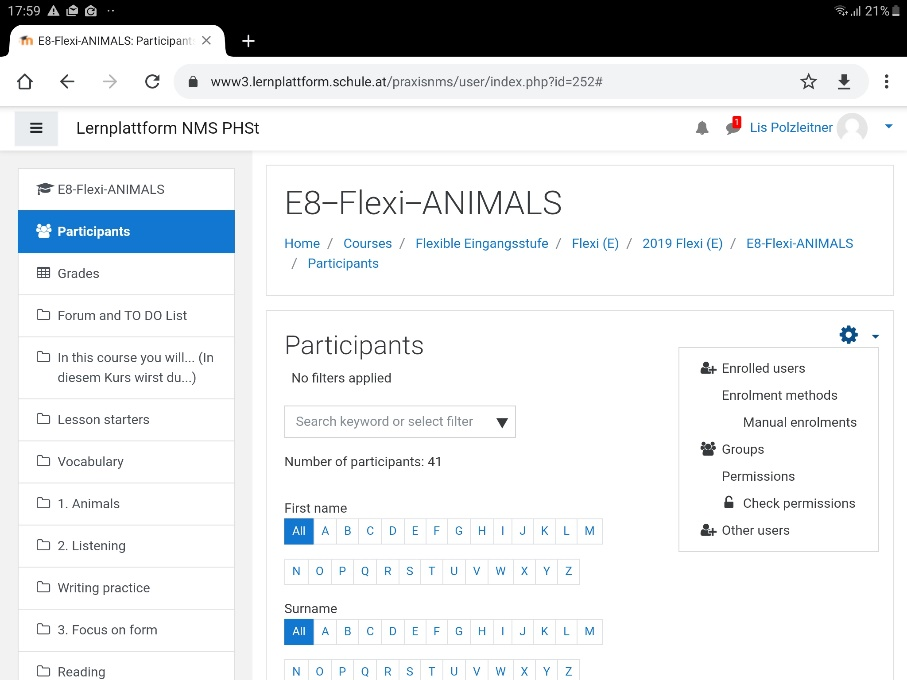 17:59
21%
E8-Flexi-ANIMALS: Participant
www3.lernplattform.schule.at/praxisnms/user/index.php?id=252#
Lernplattform NMS PHSt
1
Lis Polzleitner
E8-Flexi-ANIMALS
Participants
Grades
Forum and TO DO List
In this course you will... (In
diesem Kurs wirst du...)
Lesson starters
Vocabulary
1. Animals
2. Listening
Writing practice
3. Focus on form
Reading
E8–Flexi–ANIMALS
Home / Courses / Flexible Eingangsstufe / Flexi (E) / 2019 Flexi (E) / E8-Flexi-ANIMALS
/ Participants
Participants
No filters applied
Search keyword or select filter
Number of participants: 41
First name
All A B C D E F G H I J K L M
N O P Q R S T U V W X Y Z
Surname
All A B C D E F G H I J K L M
N O P Q R S T U V W X Y Z
Enrolled users
Enrolment methods
Manual enrolments
Groups
Permissions
Check permissions
Other users